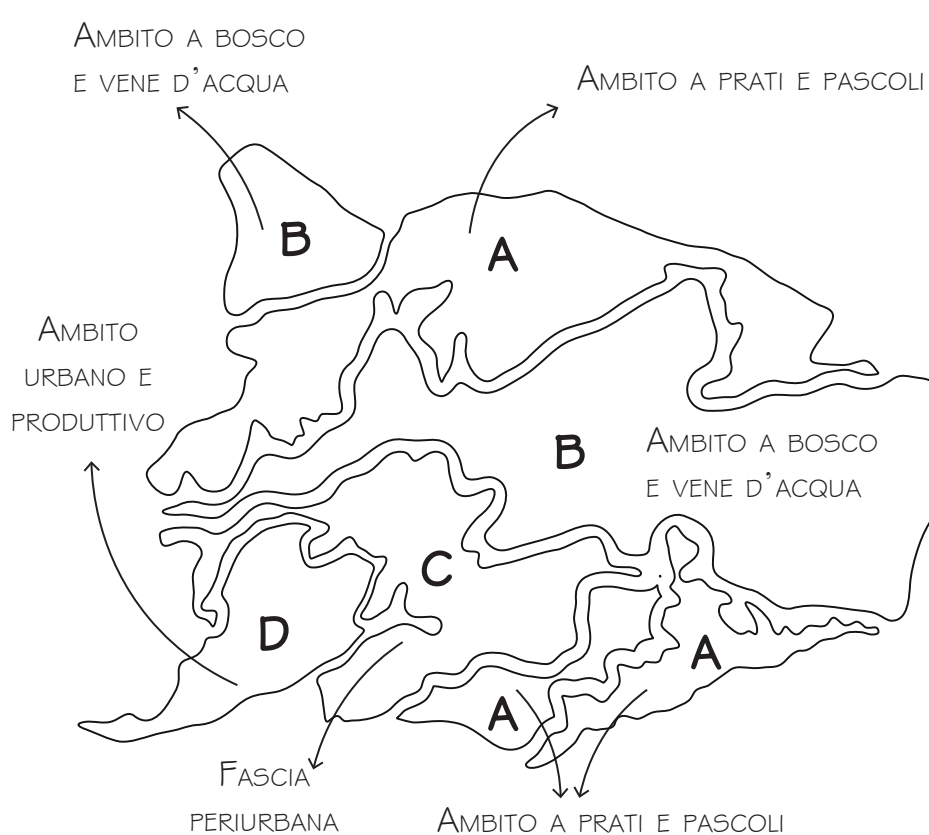 Ambito a bosco
e vene d'acqua
Ambito a prati e pascoli
B
A
Ambito
urbano e
produttivo
B
Ambito a bosco
e vene d'acqua
C
D
A
A
Fascia
periurbana
Ambito a prati e pascoli